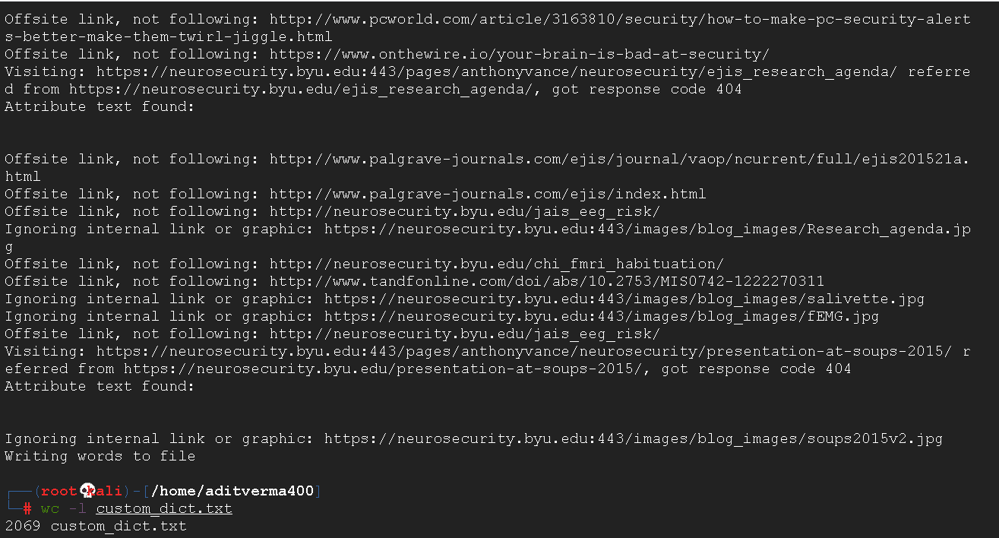 Offsite link, not following: http://www.pcworld.com/article/3163810/security/how-to-make-pc-security-alert
s-better-make-them-twirl-jiggle.html
Offsite link, not following: https://www.onthewire.io/your-brain-is-bad-at-security/
Visiting: https://neurosecurity.byu.edu:443/pages/anthonyvance/neurosecurity/ejis_research_agenda/ referre
d from https://neurosecurity.byu.edu/ejis_research_agenda/, got response code 404
Attribute text found:
Offsite link, not following: http://www.palgrave-journals.com/ejis/journal/vaop/ncurrent/full/ejis201521a.
html
Offsite link, not following: http://www.palgrave-journals.com/ejis/index.html
Offsite link, not following: http://neurosecurity.byu.edu/jais_eeg_risk/
Ignoring internal link or graphic: https://neurosecurity.byu.edu:443/images/blog_images/Research_agenda.jp
g
Offsite link, not following: http://neurosecurity.byu.edu/chi_fmri_habituation/
Offsite link, not following: http://www.tandfonline.com/doi/abs/10.2753/MIS0742-1222270311
Ignoring internal link or graphic: https://neurosecurity.byu.edu:443/images/blog_images/salivette.jpg
Ignoring internal link or graphic: https://neurosecurity.byu.edu:443/images/blog_images/fEMG.jpg
Offsite link, not following: http://neurosecurity.byu.edu/jais_eeg_risk/
Visiting: https://neurosecurity.byu.edu:443/pages/anthonyvance/neurosecurity/presentation-at-soups-2015/ r
eferred from https://neurosecurity.byu.edu/presentation-at-soups-2015/, got response code 404
Attribute text found:
Ignoring internal link or graphic: https://neurosecurity.byu.edu:443/images/blog_images/soups2015v2.jpg
Writing words to file
┌──(root💀kali)-[/home/aditverma400]
└─# wc -l custom_dict.txt
2069 custom_dict.txt